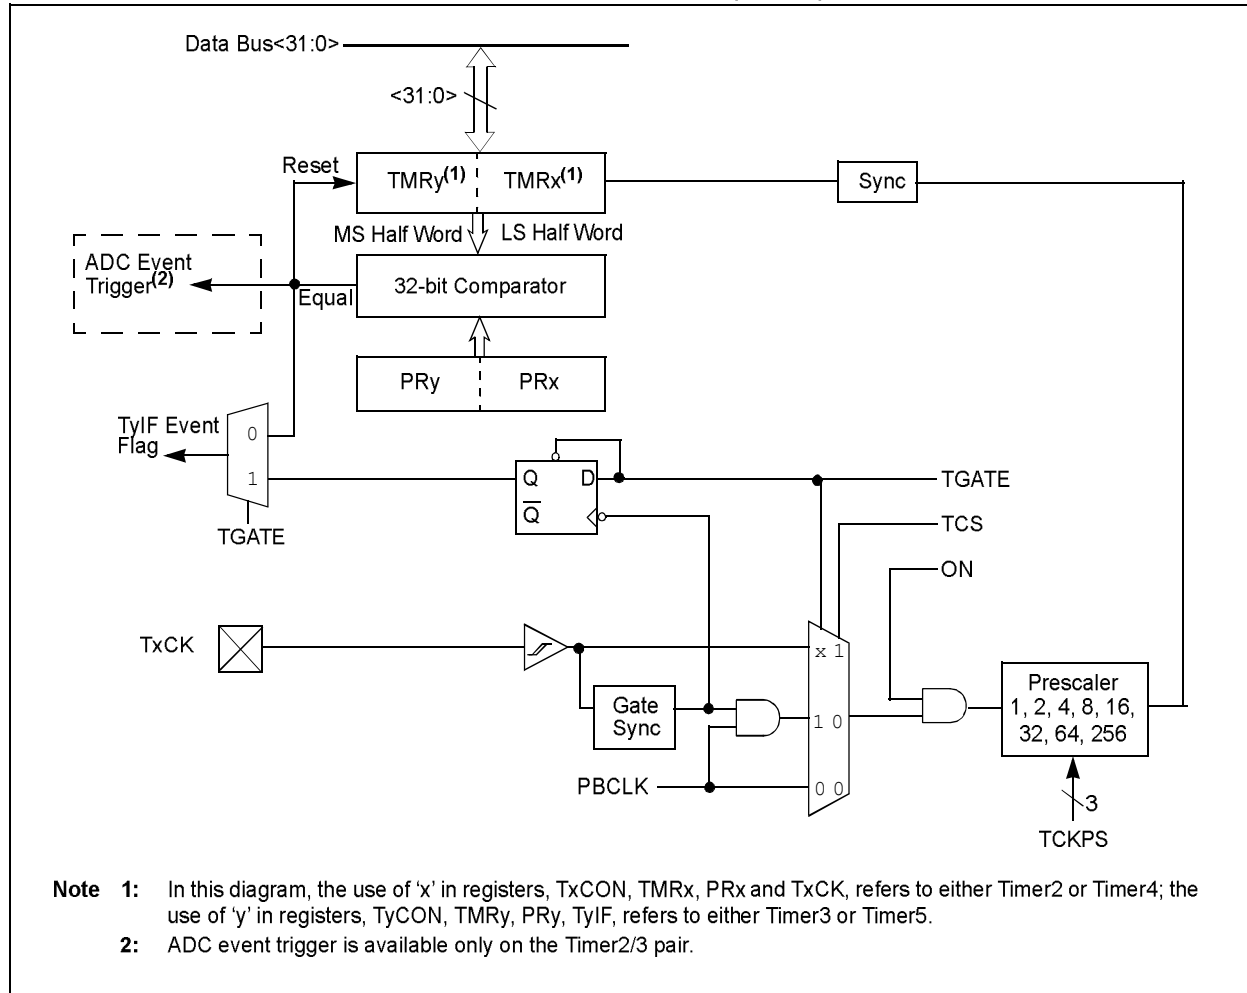 Data Bus<31:0>
<31:0>
Reset
TMRy(1) TMRx(1)
Sync
MS Half Word LS Half Word
ADC Event
Trigger(2)
Equal
32-bit Comparator
PRy PRx
TyIF Event
Flag
0
1
TGATE
Q D
Q̅
TGATE
TCS
ON
TxCK
x 1
Gate
Sync
1 0
Prescaler
1, 2, 4, 8, 16,
32, 64, 256
PBCLK
0 0
3
TCKPS
Note 1: In this diagram, the use of ‘x’ in registers, TxCON, TMRx, PRx and TxCK, refers to either Timer2 or Timer4; the
use of ‘y’ in registers, TyCON, TMRy, PRy, TyIF, refers to either Timer3 or Timer5.
2: ADC event trigger is available only on the Timer2/3 pair.